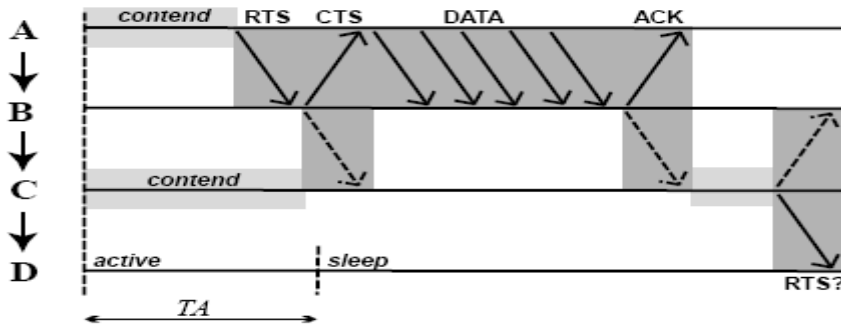 contend RTS CTS DATA ACK
A
B
contend
C
active sleep
D
RTS?
TA